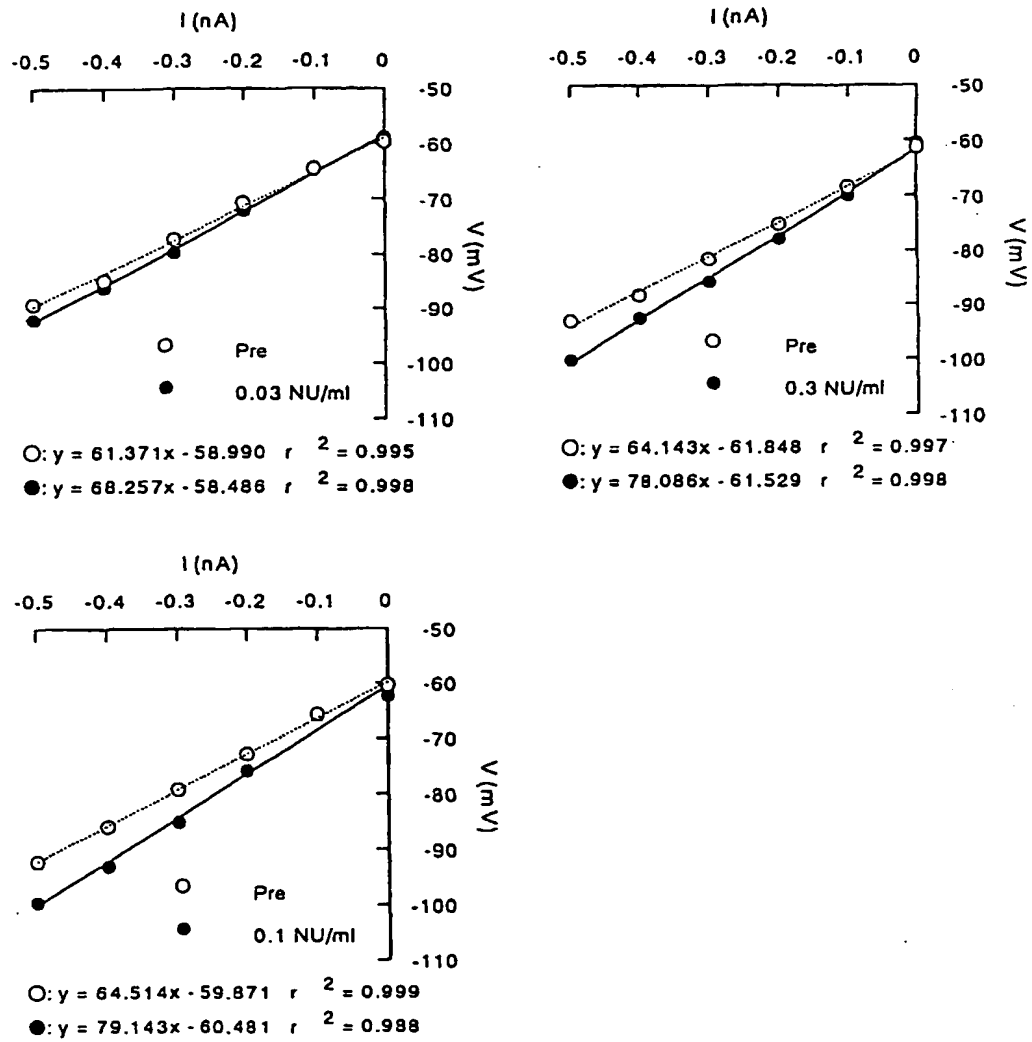 I (nA)
-0.5 -0.4 -0.3 -0.2 -0.1 0
-50
-60
-70
-80
-90
-100
-110
V (mV)
Pre
0.03 NU/ml
O: y = 61.371x - 58.990 r 2 = 0.995
●: y = 68.257x - 58.486 r 2 = 0.998
I (nA)
-0.5 -0.4 -0.3 -0.2 -0.1 0
-50
-60
-70
-80
-90
-100
-110
V (mV)
Pre
0.3 NU/ml
O: y = 64.143x - 61.848 r 2 = 0.997
●: y = 78.086x - 61.529 r 2 = 0.998
I (nA)
-0.5 -0.4 -0.3 -0.2 -0.1 0
-50
-60
-70
-80
-90
-100
-110
V (mV)
Pre
0.1 NU/ml
O: y = 64.514x - 59.871 r 2 = 0.999
●: y = 79.143x - 60.481 r 2 = 0.988